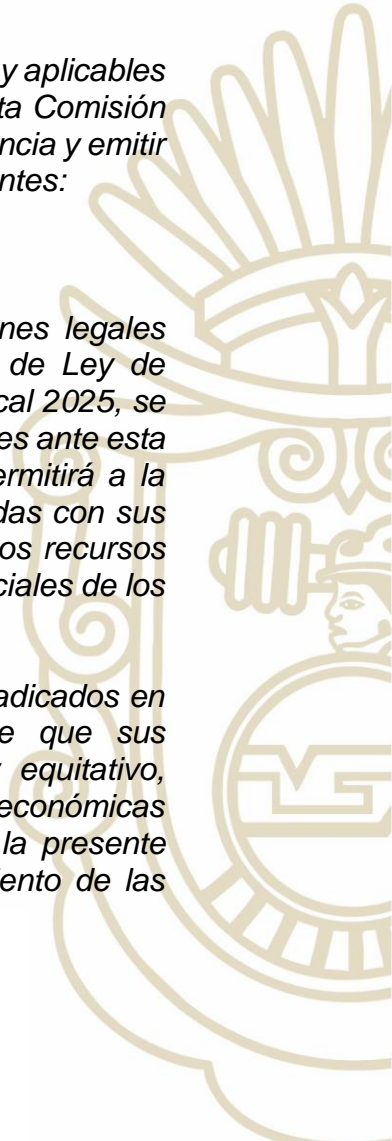 y aplicables
ta Comisión
ncia y emitir
ntes:
nes legales
de Ley de
cal 2025, se
es ante esta
ermitirá a la
das con sus
os recursos
ciales de los
adicados en
e que sus
equitativo,
económicas
la presente
iento de las